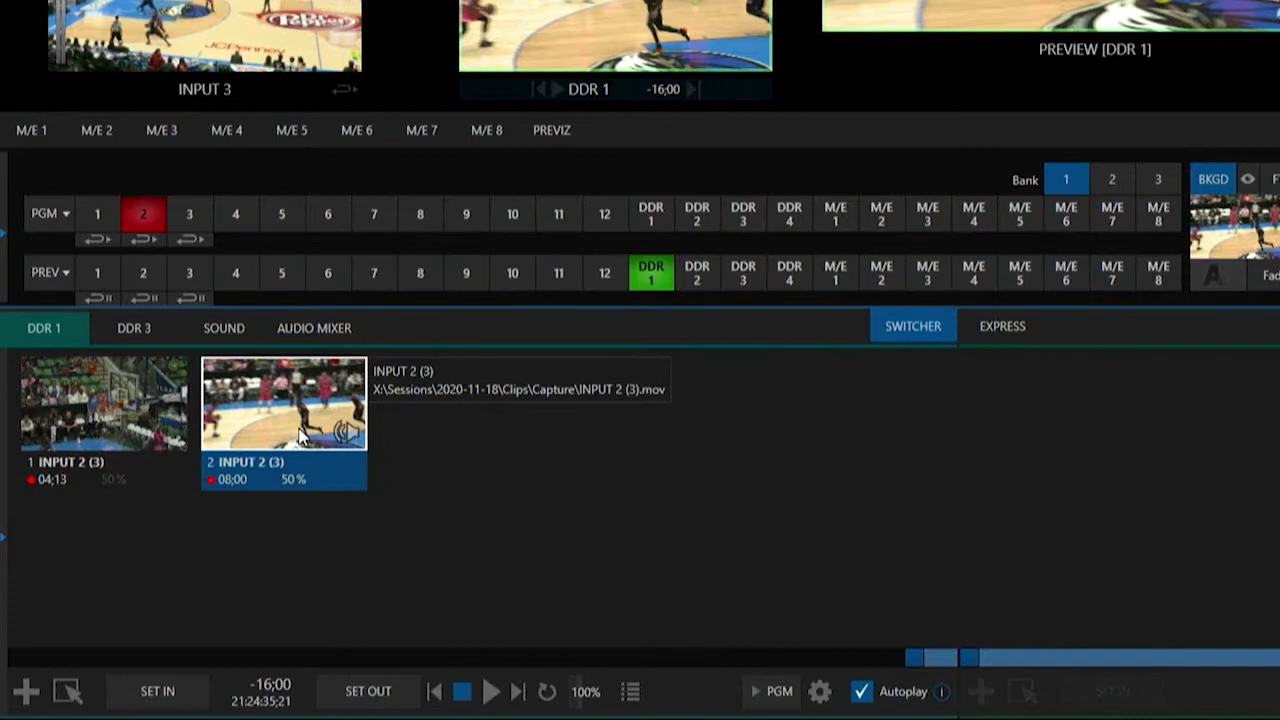 Dr Pepper
JCPenney
INPUT 3
DDR 1
-16;00
PREVIEW [DDR 1]
M/E 1 M/E 2 M/E 3 M/E 4 M/E 5 M/E 6 M/E 7 M/E 8 PREVIZ
Bank 1 2 3
BKGD
PGM 1 2 3 4 5 6 7 8 9 10 11 12 DDR 1 DDR 2 DDR 3 DDR 4 M/E 1 M/E 2 M/E 3 M/E 4 M/E 5 M/E 6 M/E 7 M/E 8
PREV 1 2 3 4 5 6 7 8 9 10 11 12 DDR 1 DDR 2 DDR 3 DDR 4 M/E 1 M/E 2 M/E 3 M/E 4 M/E 5 M/E 6 M/E 7 M/E 8
DDR 1 DDR 3 SOUND AUDIO MIXER
SWITCHER EXPRESS
INPUT 2 (3)
X:\Sessions\2020-11-18\Clips\Capture\INPUT 2 (3).mov
1 INPUT 2 (3)
04;13 50%
2 INPUT 2 (3)
08;00 50%
SET IN
-16;00
21:24:35;21
SET OUT
100%
PGM
Autoplay
SET IN